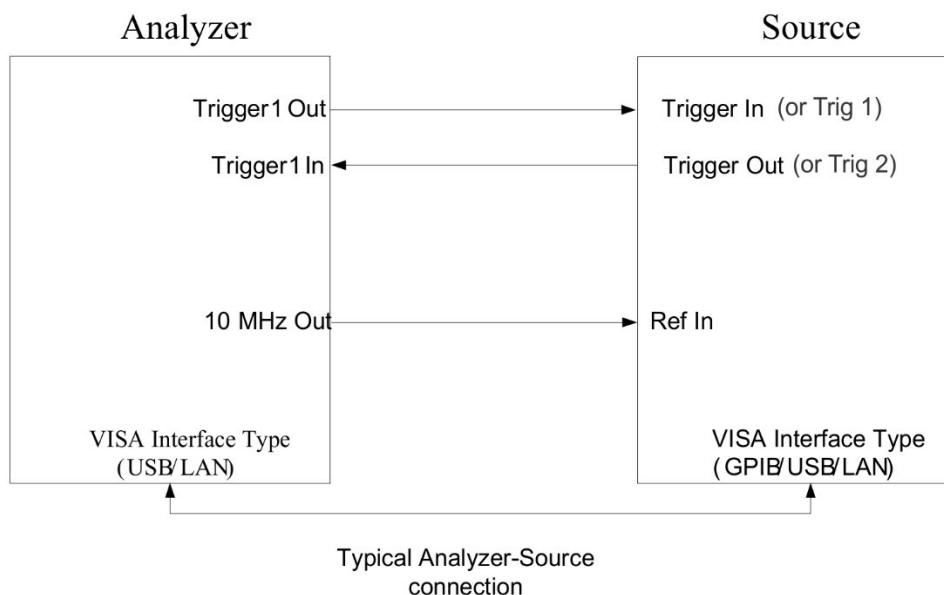 Analyzer
Source
Trigger1 Out
Trigger In (or Trig 1)
Trigger1 In
Trigger Out (or Trig 2)
10 MHz Out
Ref In
VISA Interface Type
(USB/LAN)
VISA Interface Type
(GPIB/USB/LAN)
Typical Analyzer-Source
connection